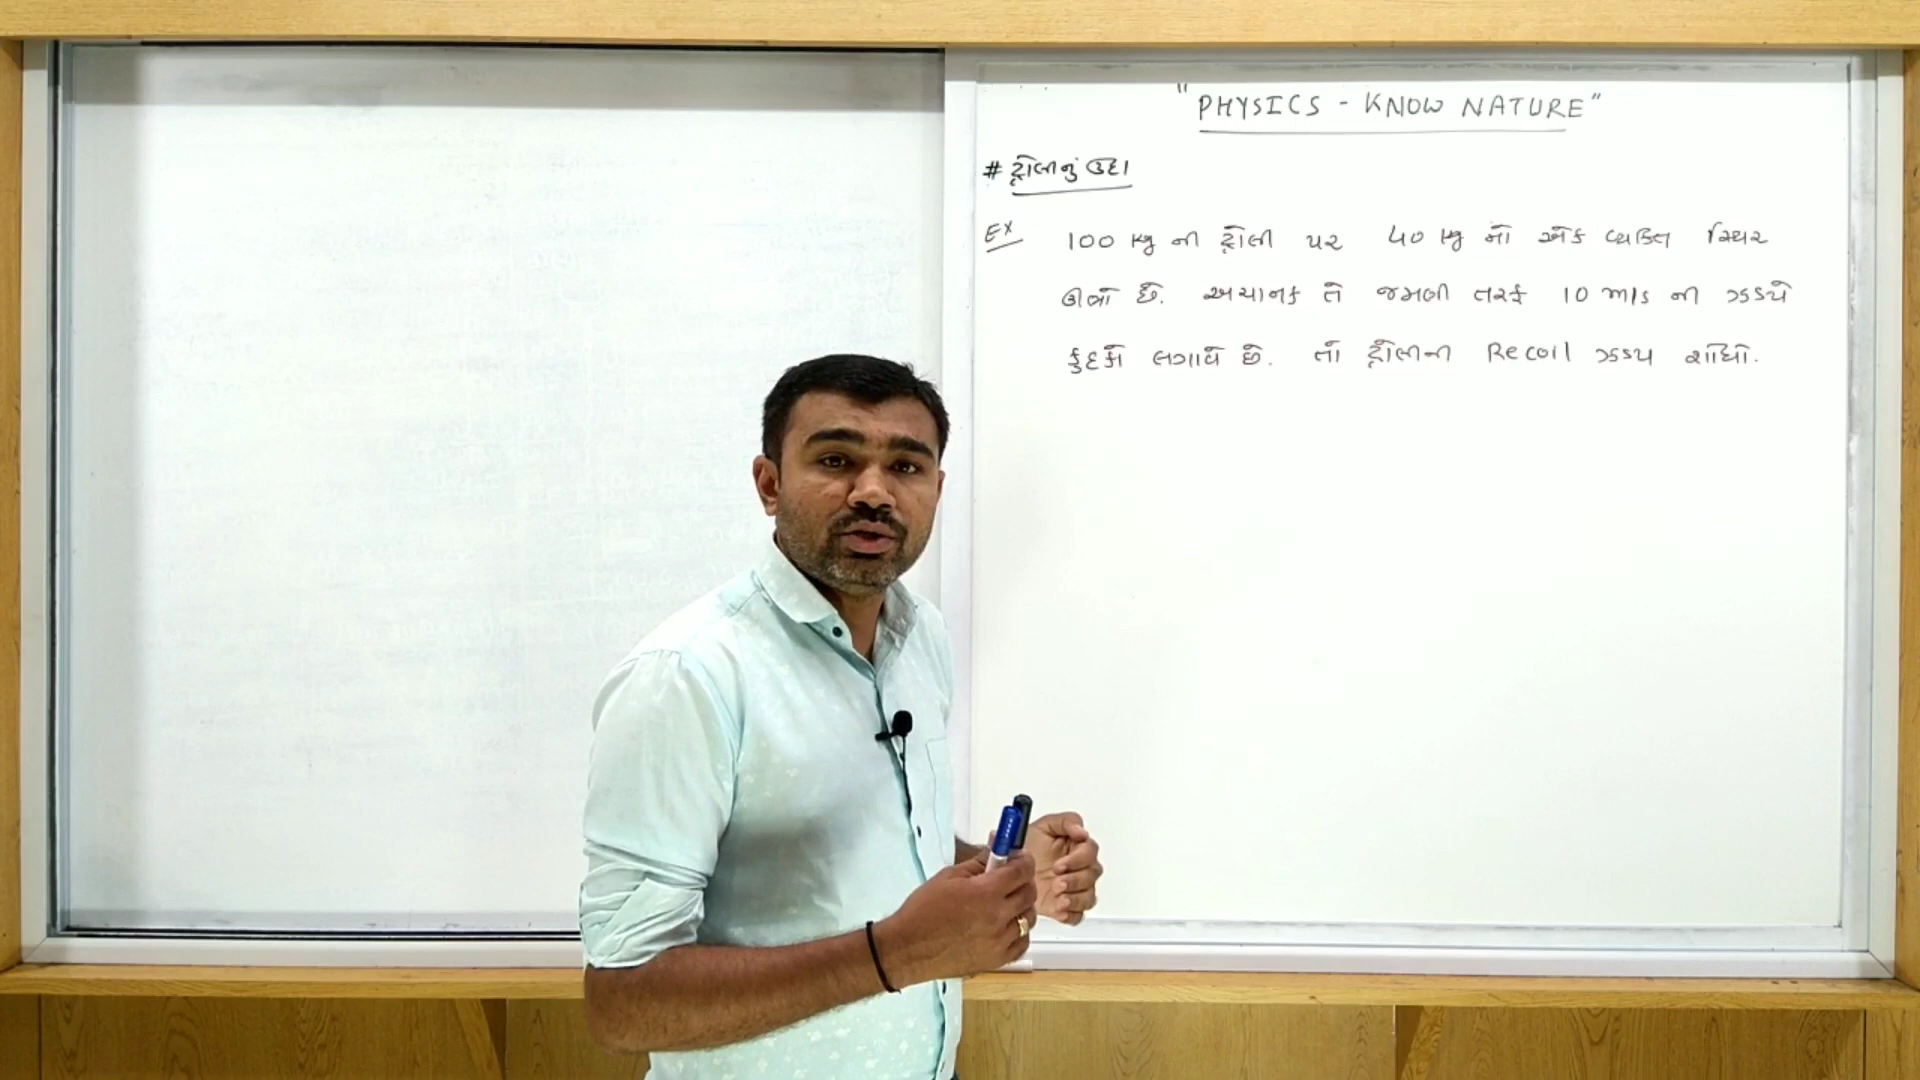 "PHYSICS - KNOW NATURE"
# ટ્રોલીનું ઉદા
Ex 100 kg ની ટ્રોલી પર 40 kg નો એક વ્યક્તિ સ્થિર
ઊભો છે. અચાનક તે જમણી તરફ 10 m/s ની ઝડપે
કુદકો લગાવે છે. તો ટ્રોલીની Recoil ઝડપ શોધો.